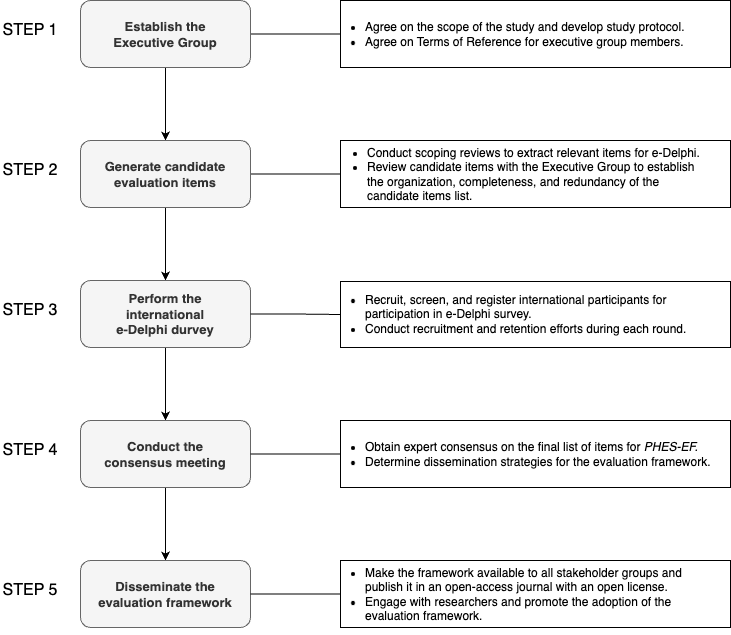 STEP 1
Establish the
Executive Group
• Agree on the scope of the study and develop study protocol.
• Agree on Terms of Reference for executive group members.
STEP 2
Generate candidate
evaluation items
• Conduct scoping reviews to extract relevant items for e-Delphi.
• Review candidate items with the Executive Group to establish
the organization, completeness, and redundancy of the
candidate items list.
STEP 3
Perform the
international
e-Delphi durvey
• Recruit, screen, and register international participants for
participation in e-Delphi survey.
• Conduct recruitment and retention efforts during each round.
STEP 4
Conduct the
consensus meeting
• Obtain expert consensus on the final list of items for PHES-EF.
• Determine dissemination strategies for the evaluation framework.
STEP 5
Disseminate the
evaluation framework
• Make the framework available to all stakeholder groups and
publish it in an open-access journal with an open license.
• Engage with researchers and promote the adoption of the
evaluation framework.